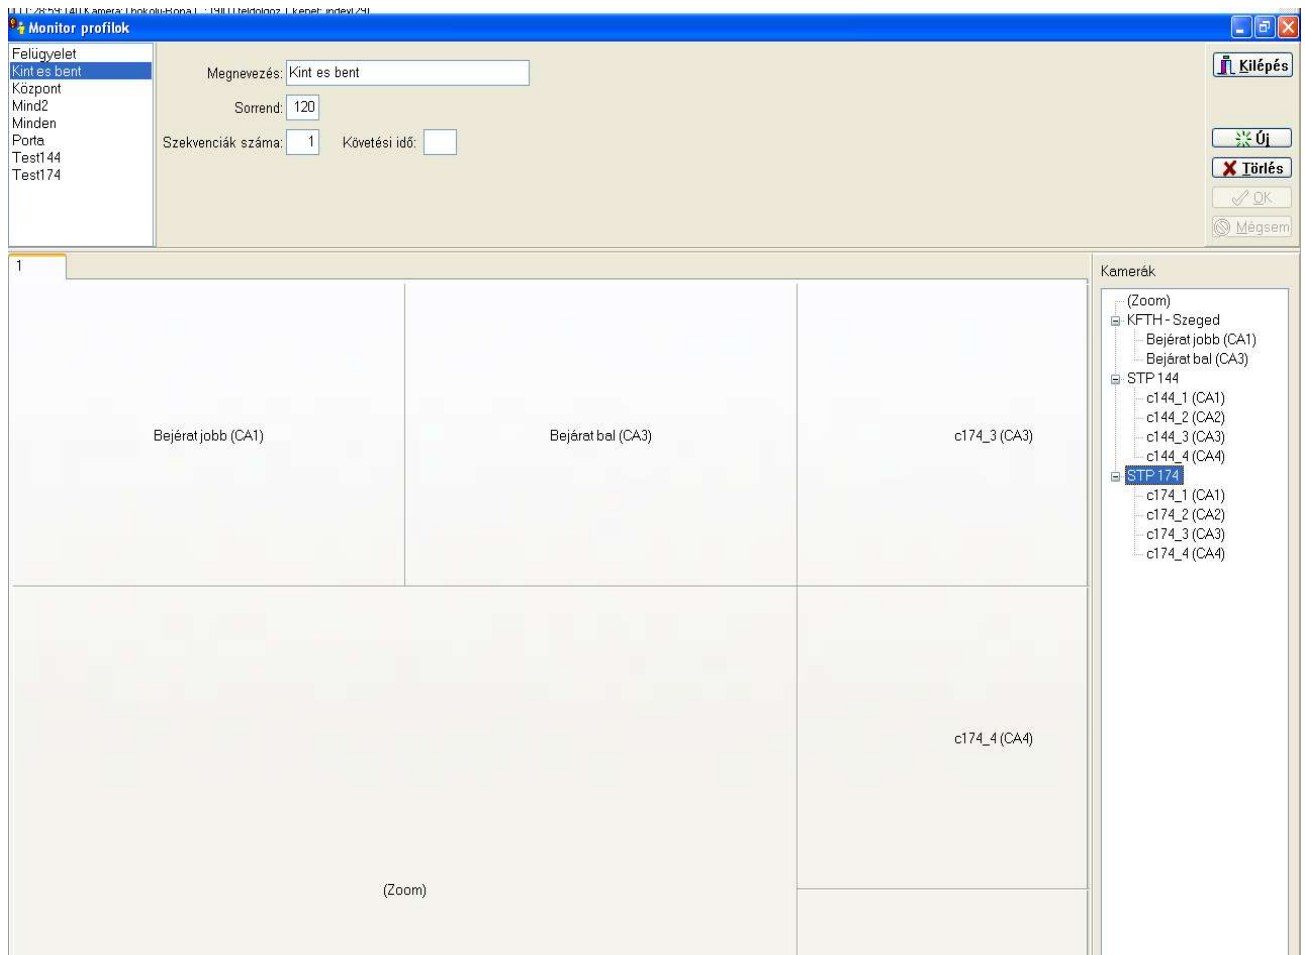 Monitor profilok
Felügyelet
Kint es bent
Központ
Mind2
Minden
Porta
Test144
Test174
Megnevezés: Kint es bent
Sorrend: 120
Szekvenciák száma: 1 Követési idő:
Kilépés
Új
Törlés
OK
Mégsem
1
Bejérat jobb (CA1)
Bejárat bal (CA3)
c174_3 (CA3)
c174_4 (CA4)
(Zoom)
Kamerák
(Zoom)
KFTH - Szeged
Bejérat jobb (CA1)
Bejárat bal (CA3)
STP 144
c144_1 (CA1)
c144_2 (CA2)
c144_3 (CA3)
c144_4 (CA4)
STP 174
c174_1 (CA1)
c174_2 (CA2)
c174_3 (CA3)
c174_4 (CA4)